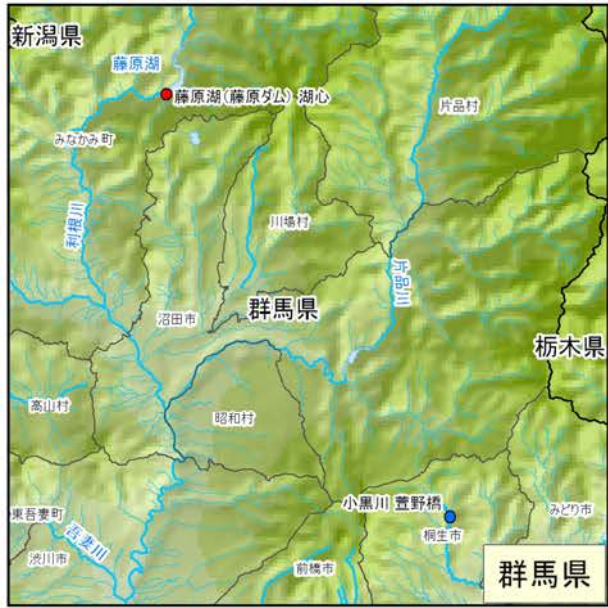 新潟県
藤原湖
藤原湖(藤原ダム) 湖心
片品村
みなかみ町
利根川
川場村
片品川
群馬県
沼田市
栃木県
高山村
昭和村
小黒川 萱野橋
東吾妻町
みどり市
桐生市
吾妻川
渋川市
前橋市
群馬県